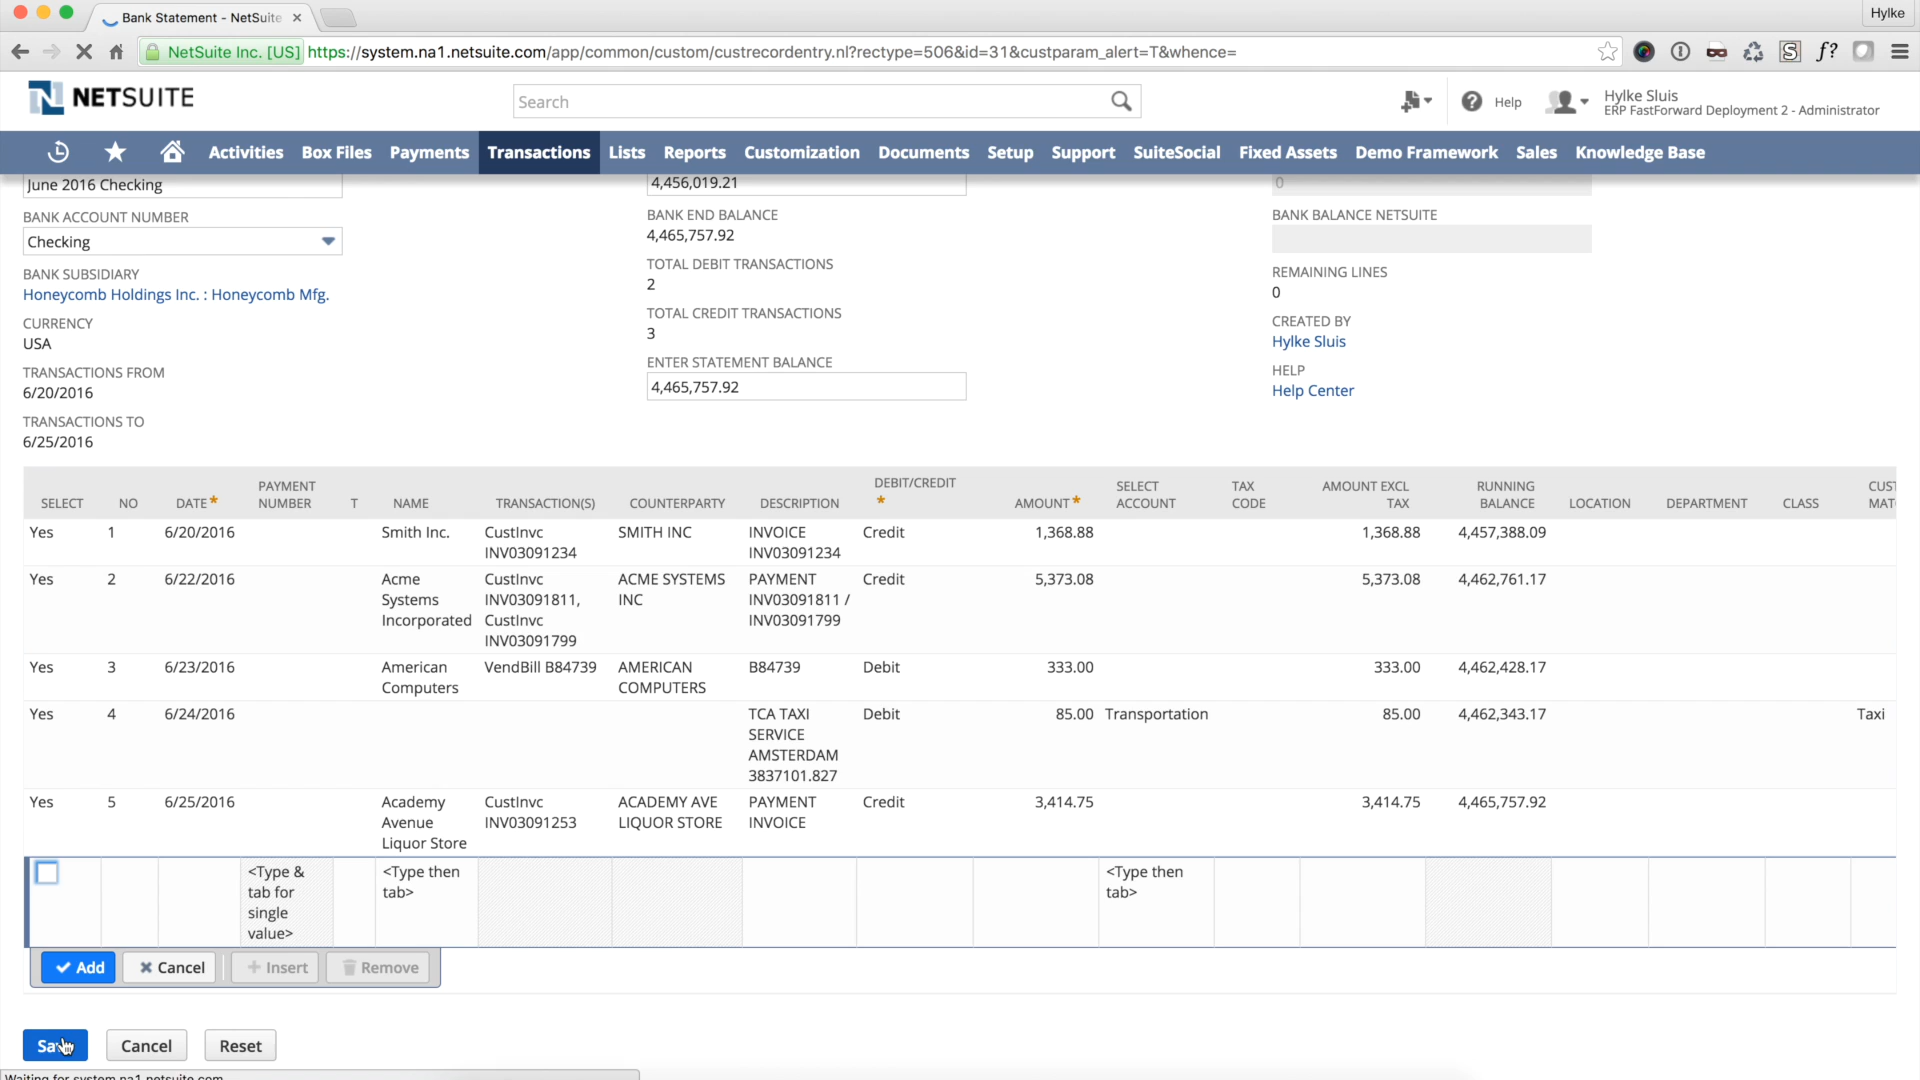 Bank Statement - NetSuite
Hylke
NetSuite Inc. [US] https://system.na1.netsuite.com/app/common/custom/custrecordentry.nl?rectype=506&id=31&custparam_alert=T&whence=
S f?
N NETSUITE
Search
Help
Hylke Sluis
ERP FastForward Deployment 2 - Administrator
Activities Box Files Payments Transactions Lists Reports Customization Documents Setup Support SuiteSocial Fixed Assets Demo Framework Sales Knowledge Base
June 2016 Checking
BANK ACCOUNT NUMBER
Checking
BANK SUBSIDIARY
Honeycomb Holdings Inc. : Honeycomb Mfg.
CURRENCY
USA
TRANSACTIONS FROM
6/20/2016
TRANSACTIONS TO
6/25/2016
4,456,019.21
BANK END BALANCE
4,465,757.92
TOTAL DEBIT TRANSACTIONS
2
TOTAL CREDIT TRANSACTIONS
3
ENTER STATEMENT BALANCE
4,465,757.92
0
BANK BALANCE NETSUITE
REMAINING LINES
0
CREATED BY
Hylke Sluis
HELP
Help Center
SELECT NO DATE* PAYMENT NUMBER T NAME TRANSACTION(S) COUNTERPARTY DESCRIPTION DEBIT/CREDIT * AMOUNT* SELECT ACCOUNT TAX CODE AMOUNT EXCL TAX RUNNING BALANCE LOCATION DEPARTMENT CLASS
Yes 1 6/20/2016 Smith Inc. CustInvc SMITH INC INVOICE Credit 1,368.88 1,368.88 4,457,388.09
INV03091234 INV03091234
Yes 2 6/22/2016 Acme CustInvc ACME SYSTEMS PAYMENT Credit 5,373.08 5,373.08 4,462,761.17
Systems INV03091811, INC INV03091811 /
Incorporated CustInvc INV03091799
INV03091799
Yes 3 6/23/2016 American VendBill B84739 AMERICAN B84739 Debit 333.00 333.00 4,462,428.17
Computers COMPUTERS
Yes 4 6/24/2016 TCA TAXI Debit 85.00 Transportation 85.00 4,462,343.17 Taxi
SERVICE
AMSTERDAM
3837101.827
Yes 5 6/25/2016 Academy CustInvc ACADEMY AVE PAYMENT Credit 3,414.75 3,414.75 4,465,757.92
Avenue INV03091253 LIQUOR STORE INVOICE
Liquor Store
<Type & <Type then <Type then
tab for tab> tab>
single
value>
Add Cancel Insert Remove
Cancel Reset
Waiting for system.na1.netsuite.com